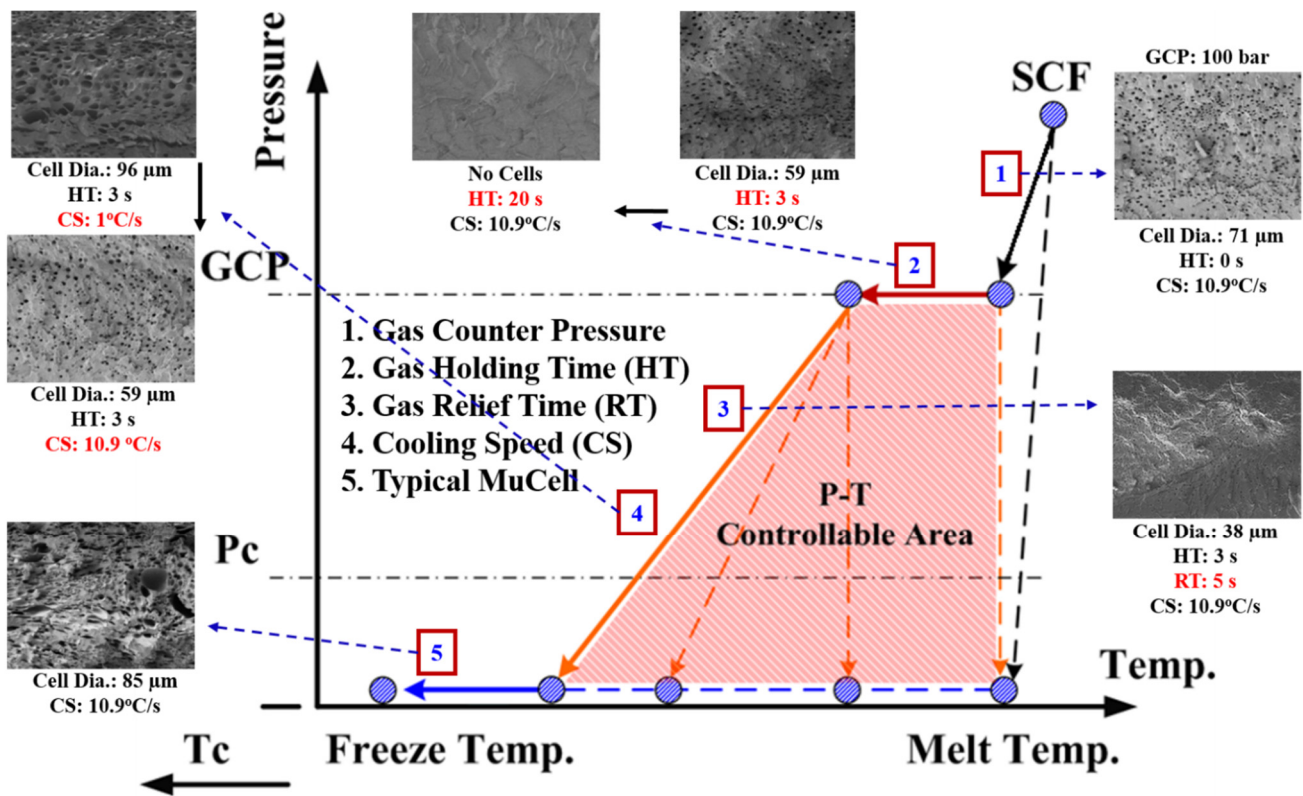 Pressure
SCF
GCP: 100 bar
Cell Dia.: 96 µm
HT: 3 s
CS: 1°C/s
No Cells
HT: 20 s
CS: 10.9°C/s
Cell Dia.: 59 µm
HT: 3 s
CS: 10.9°C/s
1
Cell Dia.: 71 µm
HT: 0 s
CS: 10.9°C/s
GCP
2
Cell Dia.: 59 µm
HT: 3 s
CS: 10.9 °C/s
1. Gas Counter Pressure
2. Gas Holding Time (HT)
3. Gas Relief Time (RT)
4. Cooling Speed (CS)
5. Typical MuCell
3
4
P-T
Controllable Area
Cell Dia.: 38 µm
HT: 3 s
RT: 5 s
CS: 10.9°C/s
Pc
5
Cell Dia.: 85 µm
CS: 10.9°C/s
Temp.
Tc
Freeze Temp.
Melt Temp.